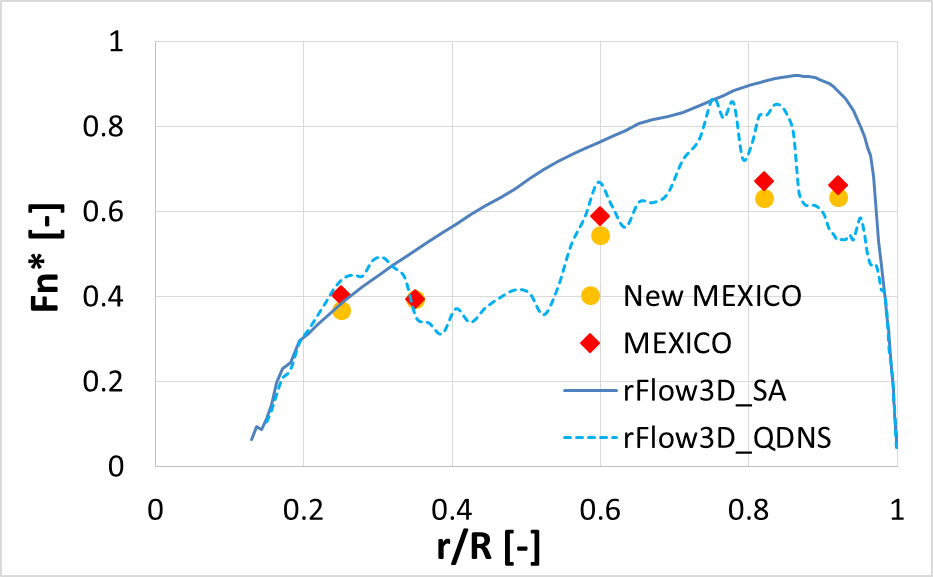 1
0.8
0.6
0.4
0.2
0
Fn* [-]
New MEXICO
MEXICO
rFlow3D_SA
rFlow3D_QDNS
0 0.2 0.4 0.6 0.8 1
r/R [-]